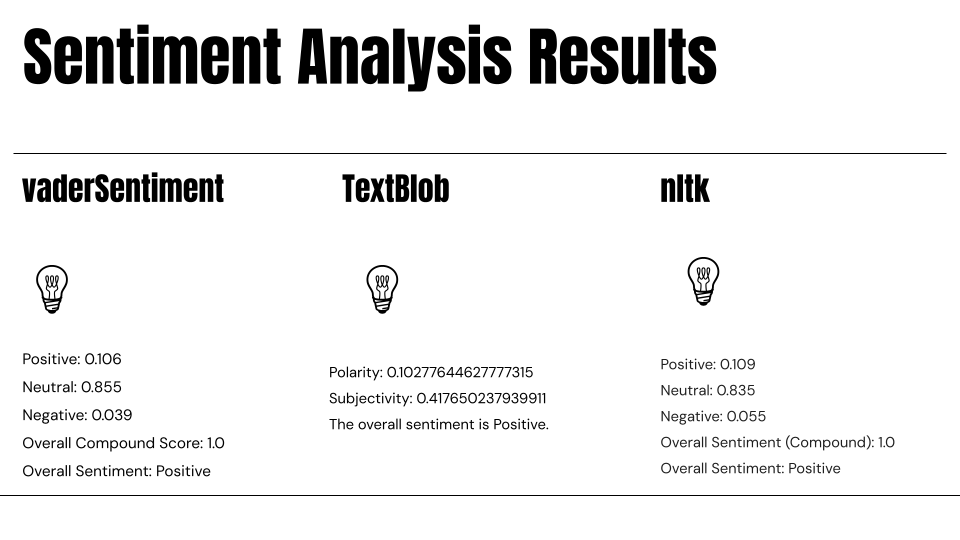 Sentiment Analysis Results
vaderSentiment
Positive: 0.106
Neutral: 0.855
Negative: 0.039
Overall Compound Score: 1.0
Overall Sentiment: Positive
TextBlob
Polarity: 0.10277644627777315
Subjectivity: 0.417650237939911
The overall sentiment is Positive.
nltk
Positive: 0.109
Neutral: 0.835
Negative: 0.055
Overall Sentiment (Compound): 1.0
Overall Sentiment: Positive